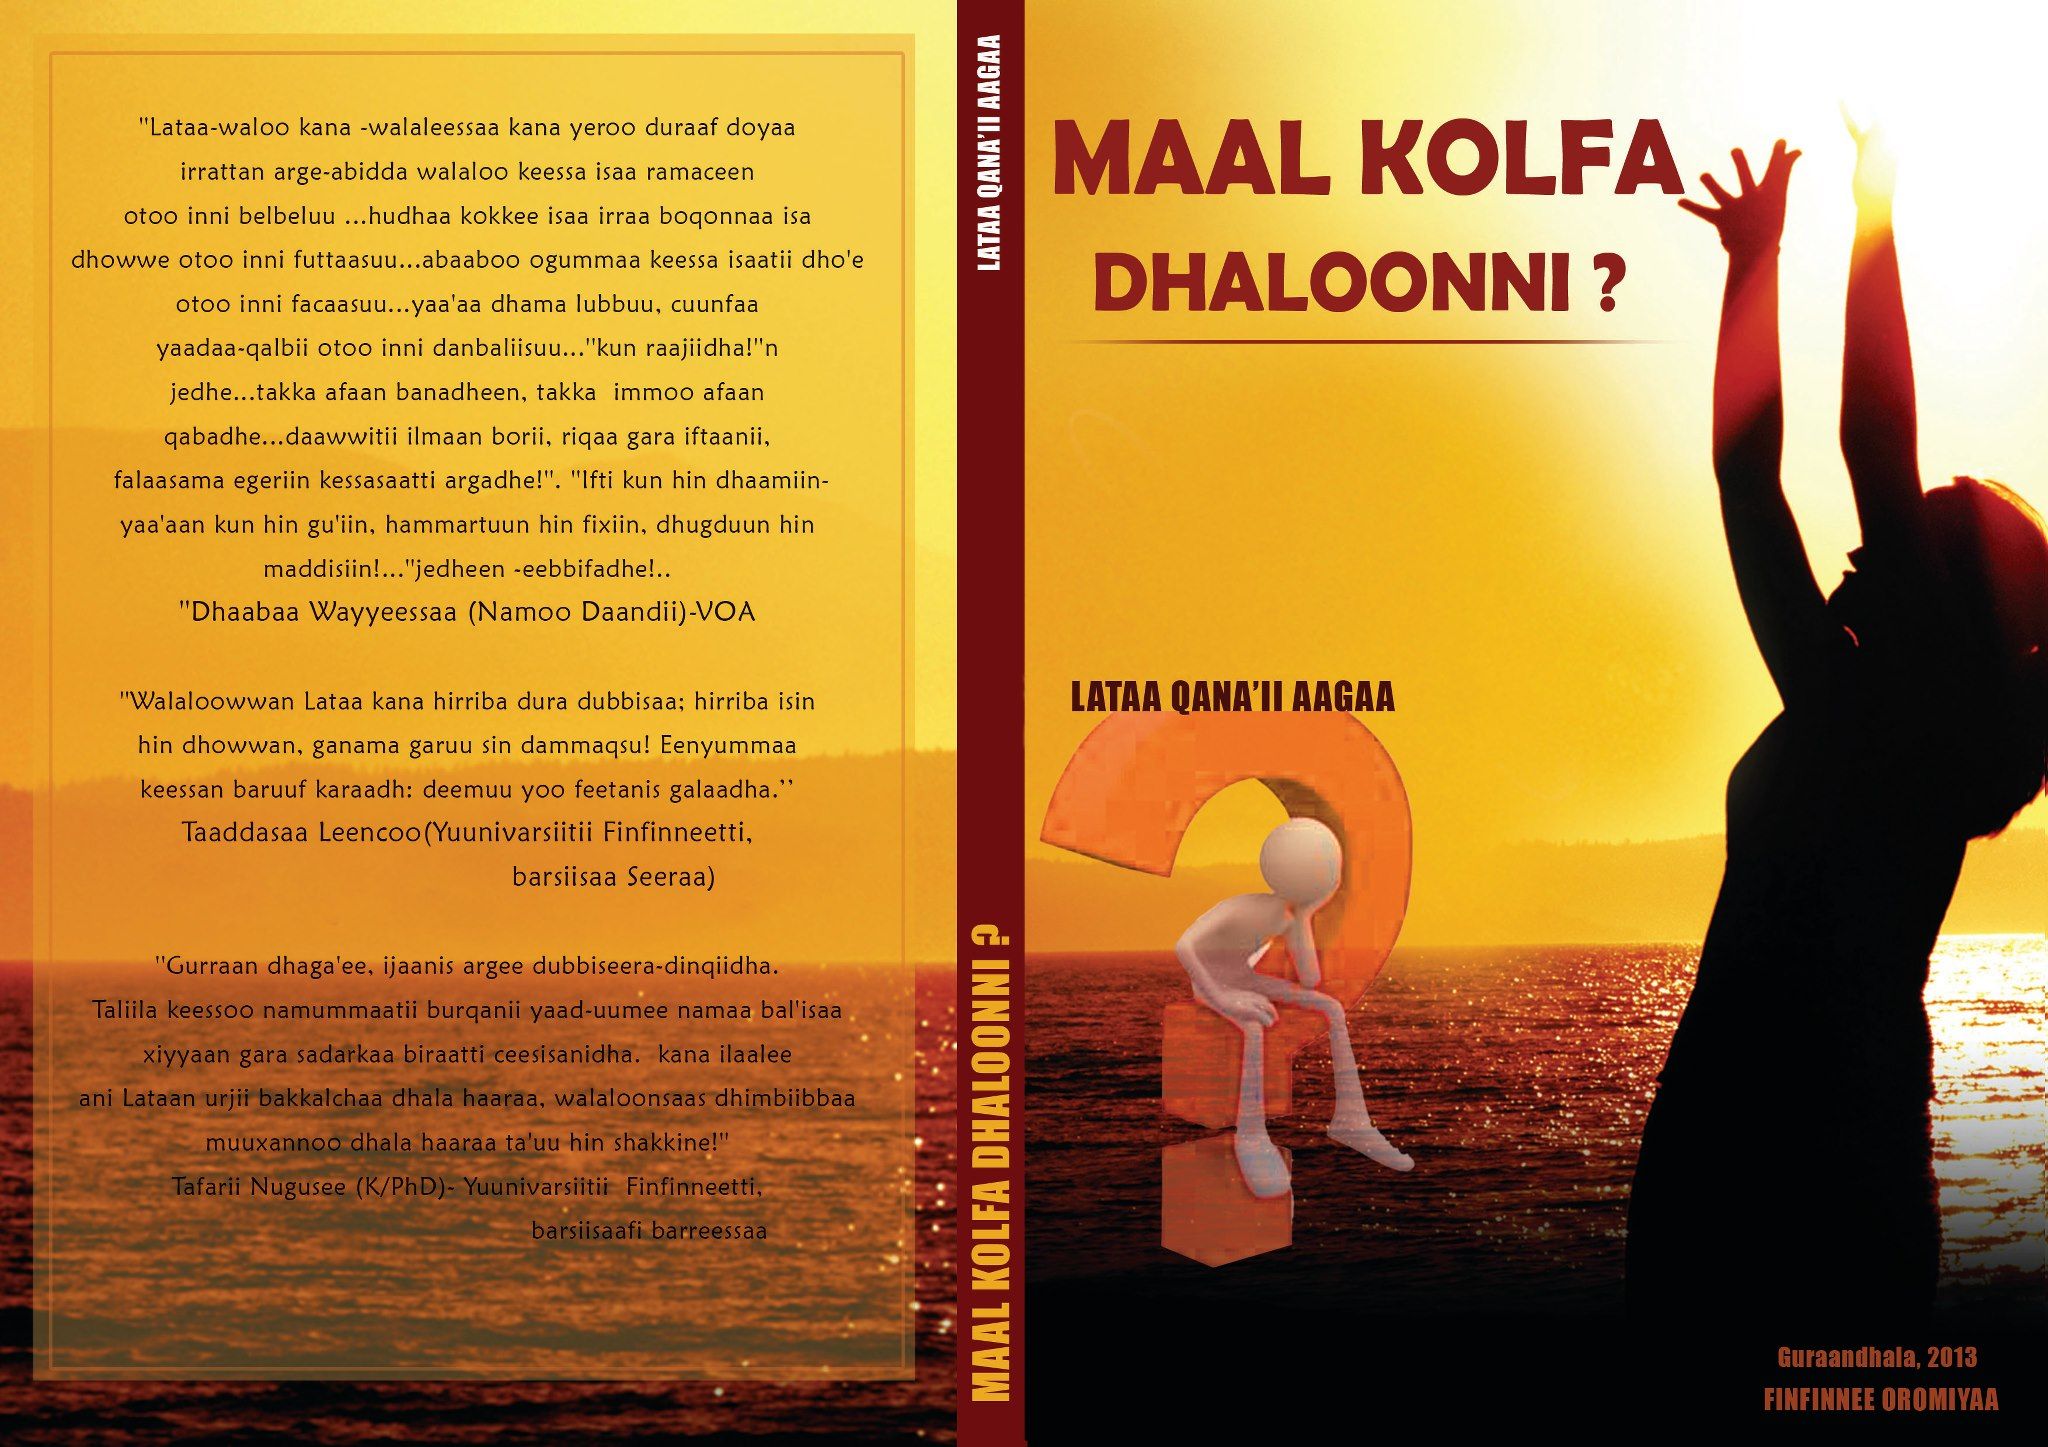 "Lataa-waloo kana -walaleessaa kana yeroo duraaf doyaa
irrattan arge-abidda walaloo keessa isaa ramaceen
otoo inni belbeluu ...hudhaa kokkee isaa irraa boqonnaa isa
dhowwe otoo inni futtaasuu...abaaboo ogummaa keessa isaatii dho'e
otoo inni facaasuu...yaa'aa dhama lubbuu, cuunfaa
yaadaa-qalbii otoo inni danbaliisuu..."kun raajiidha!"n
jedhe...takka afaan banadheen, takka immoo afaan
qabadhe...daawwitii ilmaan borii, riqaa gara iftaanii,
falaasama egeriin kessasaatti argadhe!". "Ifti kun hin dhaamiin-
yaa'aan kun hin gu'iin, hammartuun hin fixiin, dhugduun hin
maddisiin!..."jedheen -eebbifadhe!..
"Dhaabaa Wayyeessaa (Namoo Daandii)-VOA
"Walaloowwan Lataa kana hirriba dura dubbisaa; hirriba isin
hin dhowwan, ganama garuu sin dammaqsu! Eenyummaa
keessan baruuf karaadh: deemuu yoo feetanis galaadha.’’
Taaddasaa Leencoo(Yuunivarsiitii Finfinneetti,
barsiisaa Seeraa)
"Gurraan dhaga'ee, ijaanis argee dubbiseera-dinqiidha.
Taliila keessoo namummaatii burqanii yaad-uumee namaa bal'isaa
xiyyaan gara sadarkaa biraatti ceesisanidha. kana ilaalee
ani Lataan urjii bakkalchaa dhala haaraa, walaloonsaas dhimbiibbaa
muuxannoo dhala haaraa ta'uu hin shakkine!"
Tafarii Nugusee (K/PhD)- Yuunivarsiitii Finfinneetti,
barsiisaafi barreessaa
LATAA QANA’II AAGAA
MAAL KOLFA DHALOONNI ?
MAAL KOLFA
DHALOONNI ?
LATAA QANA’II AAGAA
Guraandhala, 2013
FINFINNEE OROMIYAA